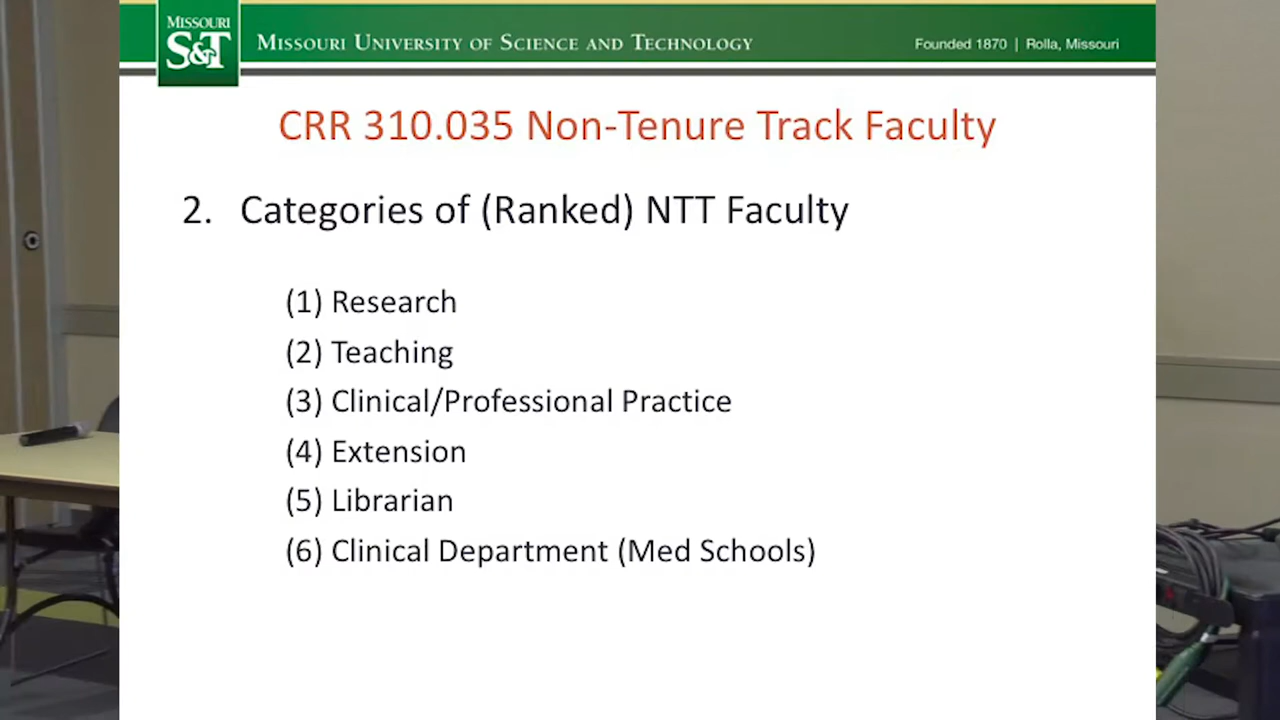 MISSOURI
S&T
MISSOURI UNIVERSITY OF SCIENCE AND TECHNOLOGY
Founded 1870 | Rolla, Missouri
CRR 310.035 Non-Tenure Track Faculty
2. Categories of (Ranked) NTT Faculty
(1) Research
(2) Teaching
(3) Clinical/Professional Practice
(4) Extension
(5) Librarian
(6) Clinical Department (Med Schools)